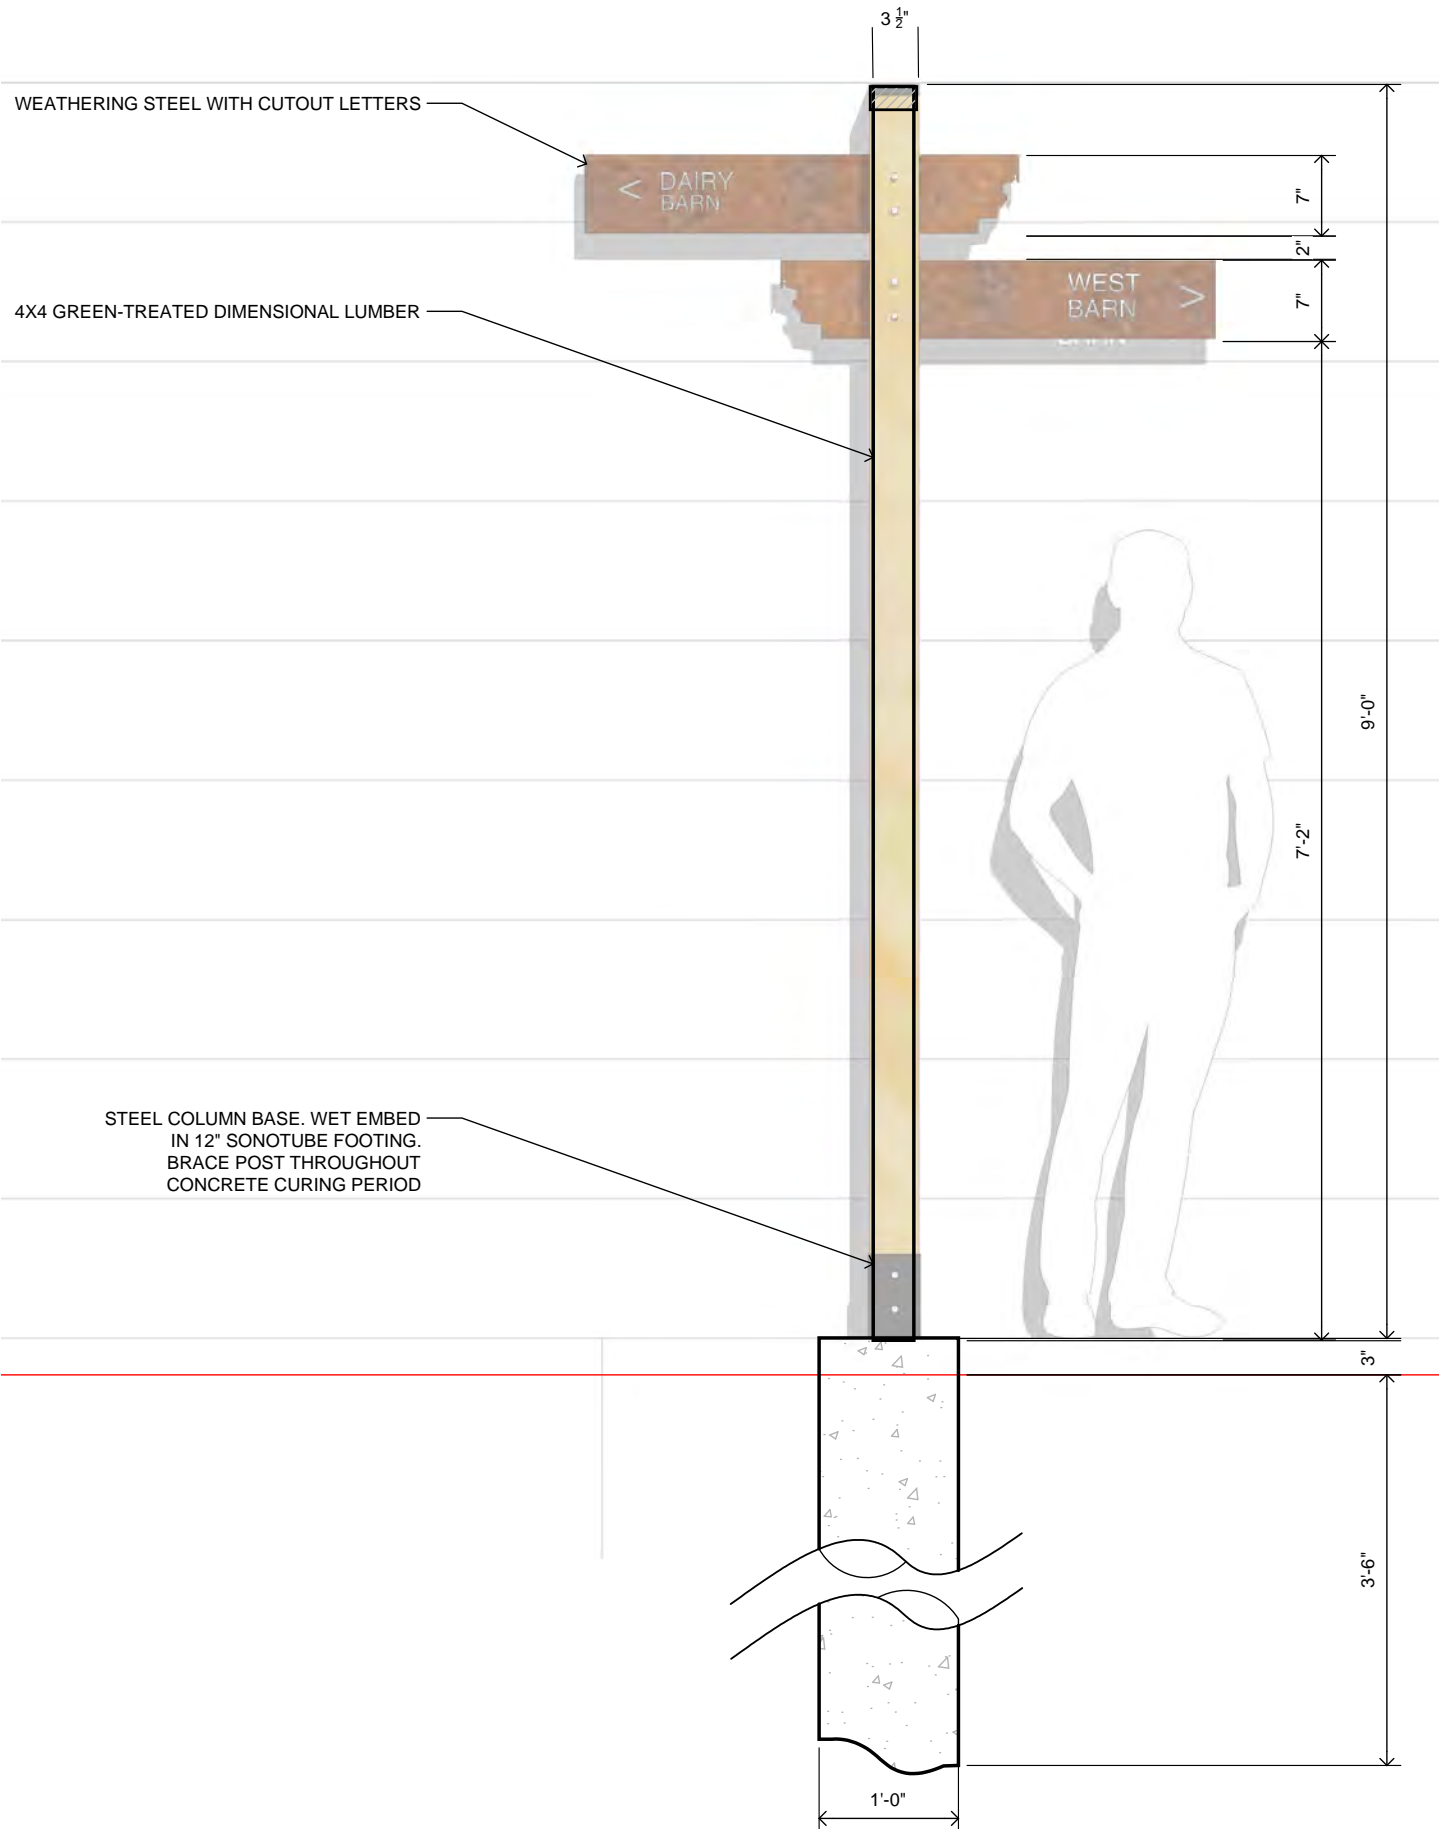 3 1/2"
WEATHERING STEEL WITH CUTOUT LETTERS
< DAIRY
BARN
7"
2"
WEST
BARN >
7"
4X4 GREEN-TREATED DIMENSIONAL LUMBER
BARN
9'-0"
7'-2"
STEEL COLUMN BASE. WET EMBED
IN 12" SONOTUBE FOOTING.
BRACE POST THROUGHOUT
CONCRETE CURING PERIOD
3"
3'-6"
1'-0"